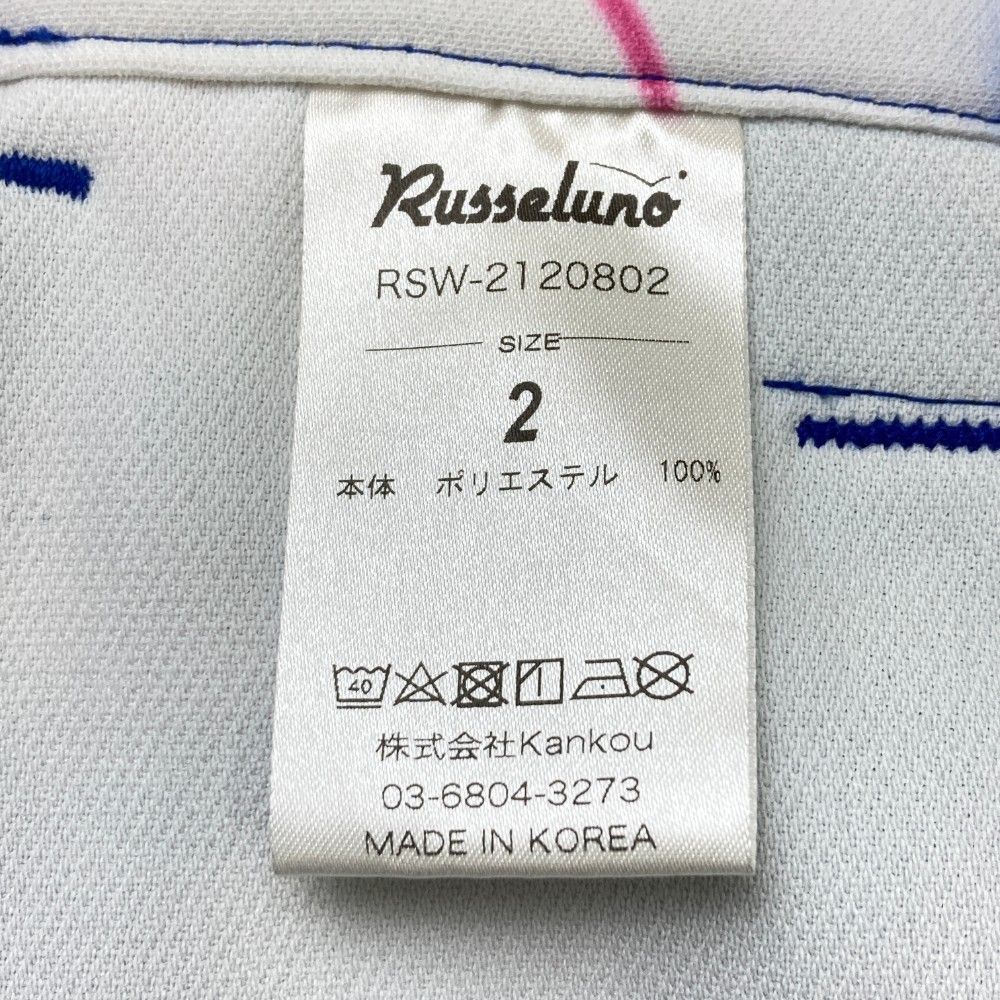 Russeluno
RSW-2120802
SIZE
2
本体 ポリエステル 100%
40
株式会社Kankou
03-6804-3273
MADE IN KOREA